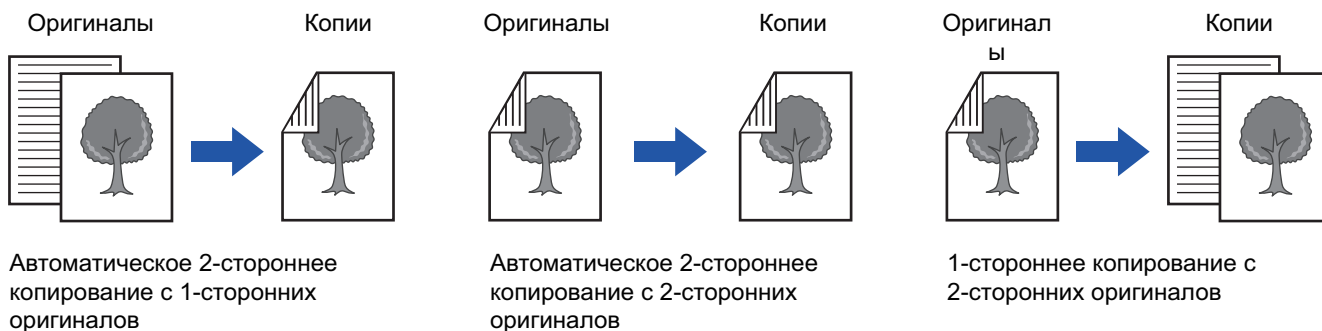 Оригиналы
Копии
Оригиналы
Копии
Оригинал
ы
Копии
Автоматическое 2-стороннее
копирование с 1-сторонних
оригиналов
Автоматическое 2-стороннее
копирование с 2-сторонних
оригиналов
1-стороннее копирование с
2-сторонних оригиналов